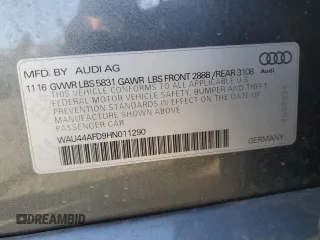 MFD. BY AUDI AG
11 16 GVWR LBS 5831 GAWR LBS FRONT 2888 / REAR 3108
THIS VEHICLE CONFORMS TO ALL APPLICABLE U.S.
FEDERAL MOTOR VEHICLE SAFETY, BUMPER, AND THEFT
PREVENTION STANDARDS IN EFFECT ON THE DATE OF
MANUFACTURE SHOWN ABOVE.
PASSENGER CAR
WAU44AFD9HN011290
Audi
GERMANY
DREAMBID